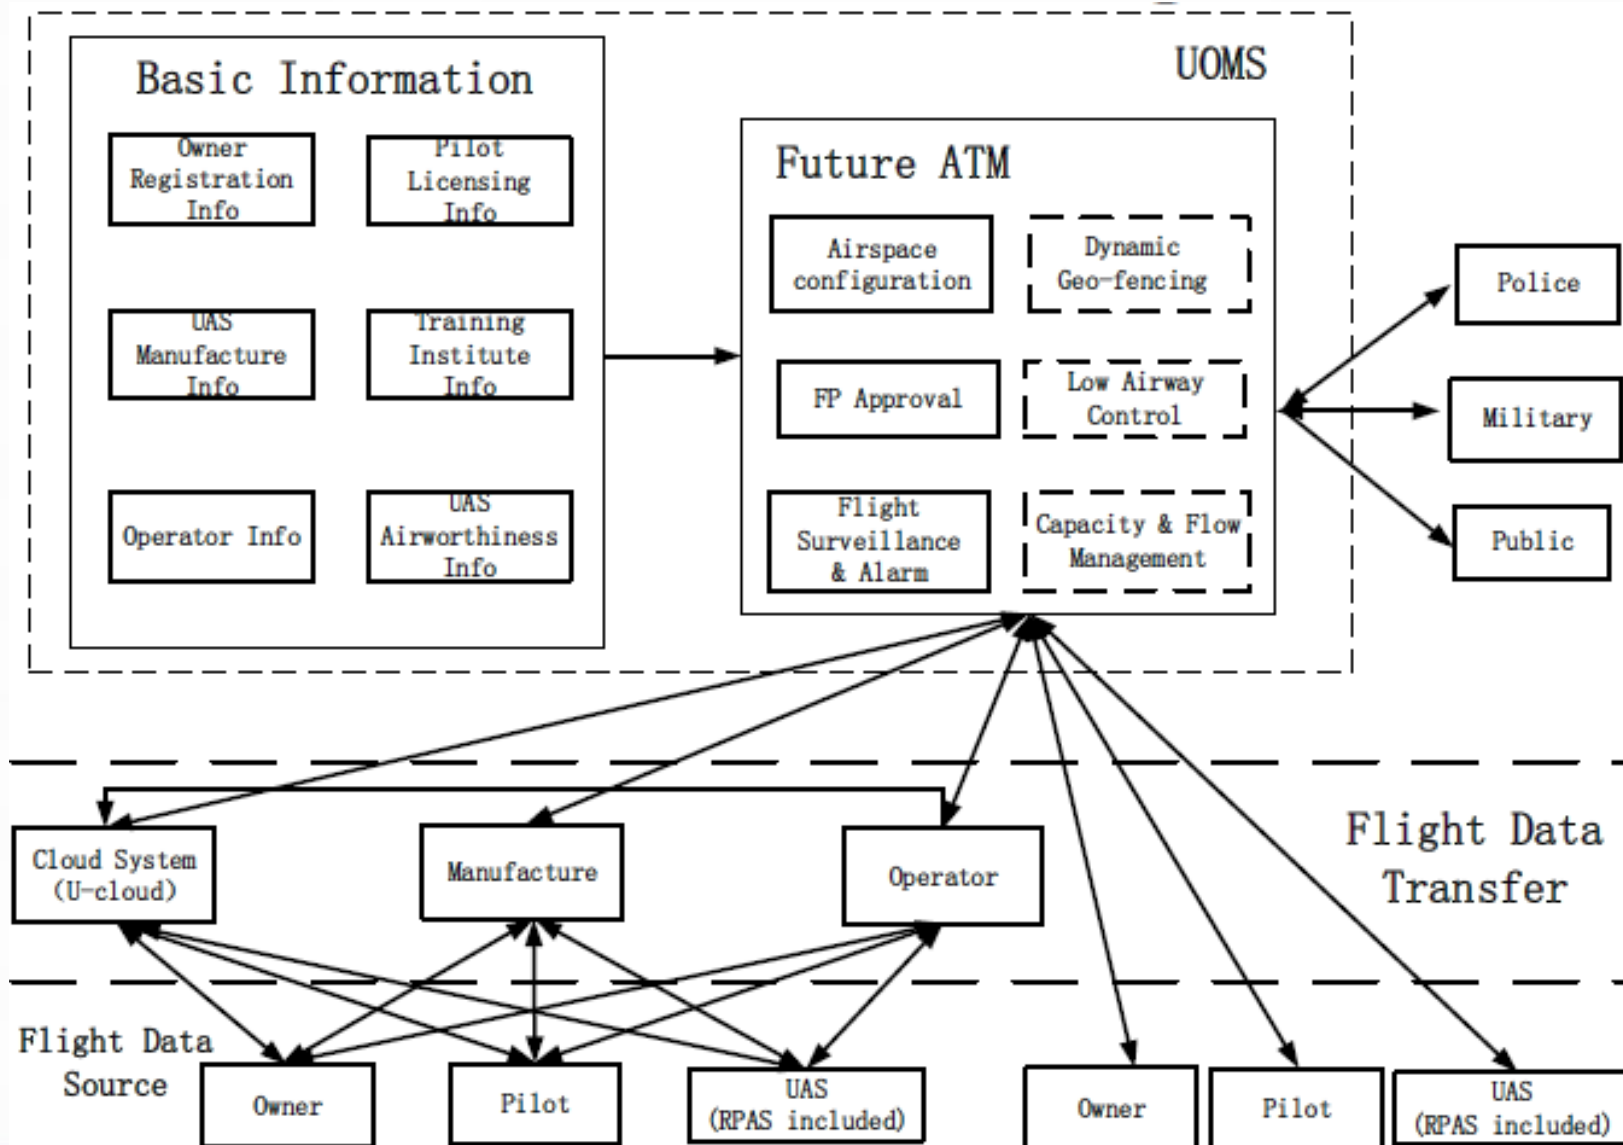 UOMS
Basic Information
Owner
Registration
Info
Pilot
Licensing
Info
UAS
Manufacture
Info
Training
Institute
Info
Operator Info
UAS
Airworthiness
Info
Future ATM
Airspace
configuration
Dynamic
Geo-fencing
FP Approval
Low Airway
Control
Flight
Surveillance
& Alarm
Capacity & Flow
Management
Police
Military
Public
Cloud System
(U-cloud)
Manufacture
Operator
Flight Data
Transfer
Flight Data
Source
Owner
Pilot
UAS
(RPAS included)
Owner
Pilot
UAS
(RPAS included)